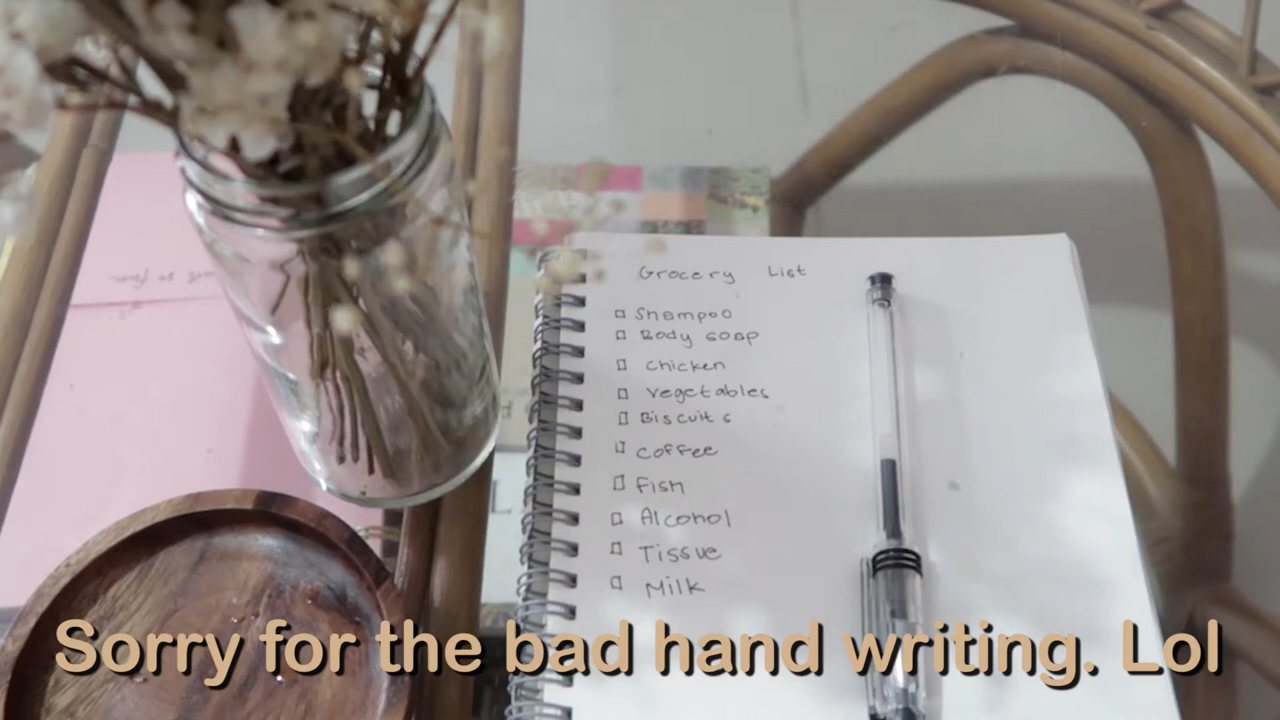 Grocery List
Shampoo
Body soap
chicken
vegetables
Biscuits
coffee
Fish
Alcohol
Tissue
Milk
Sorry for the bad hand writing. Lol